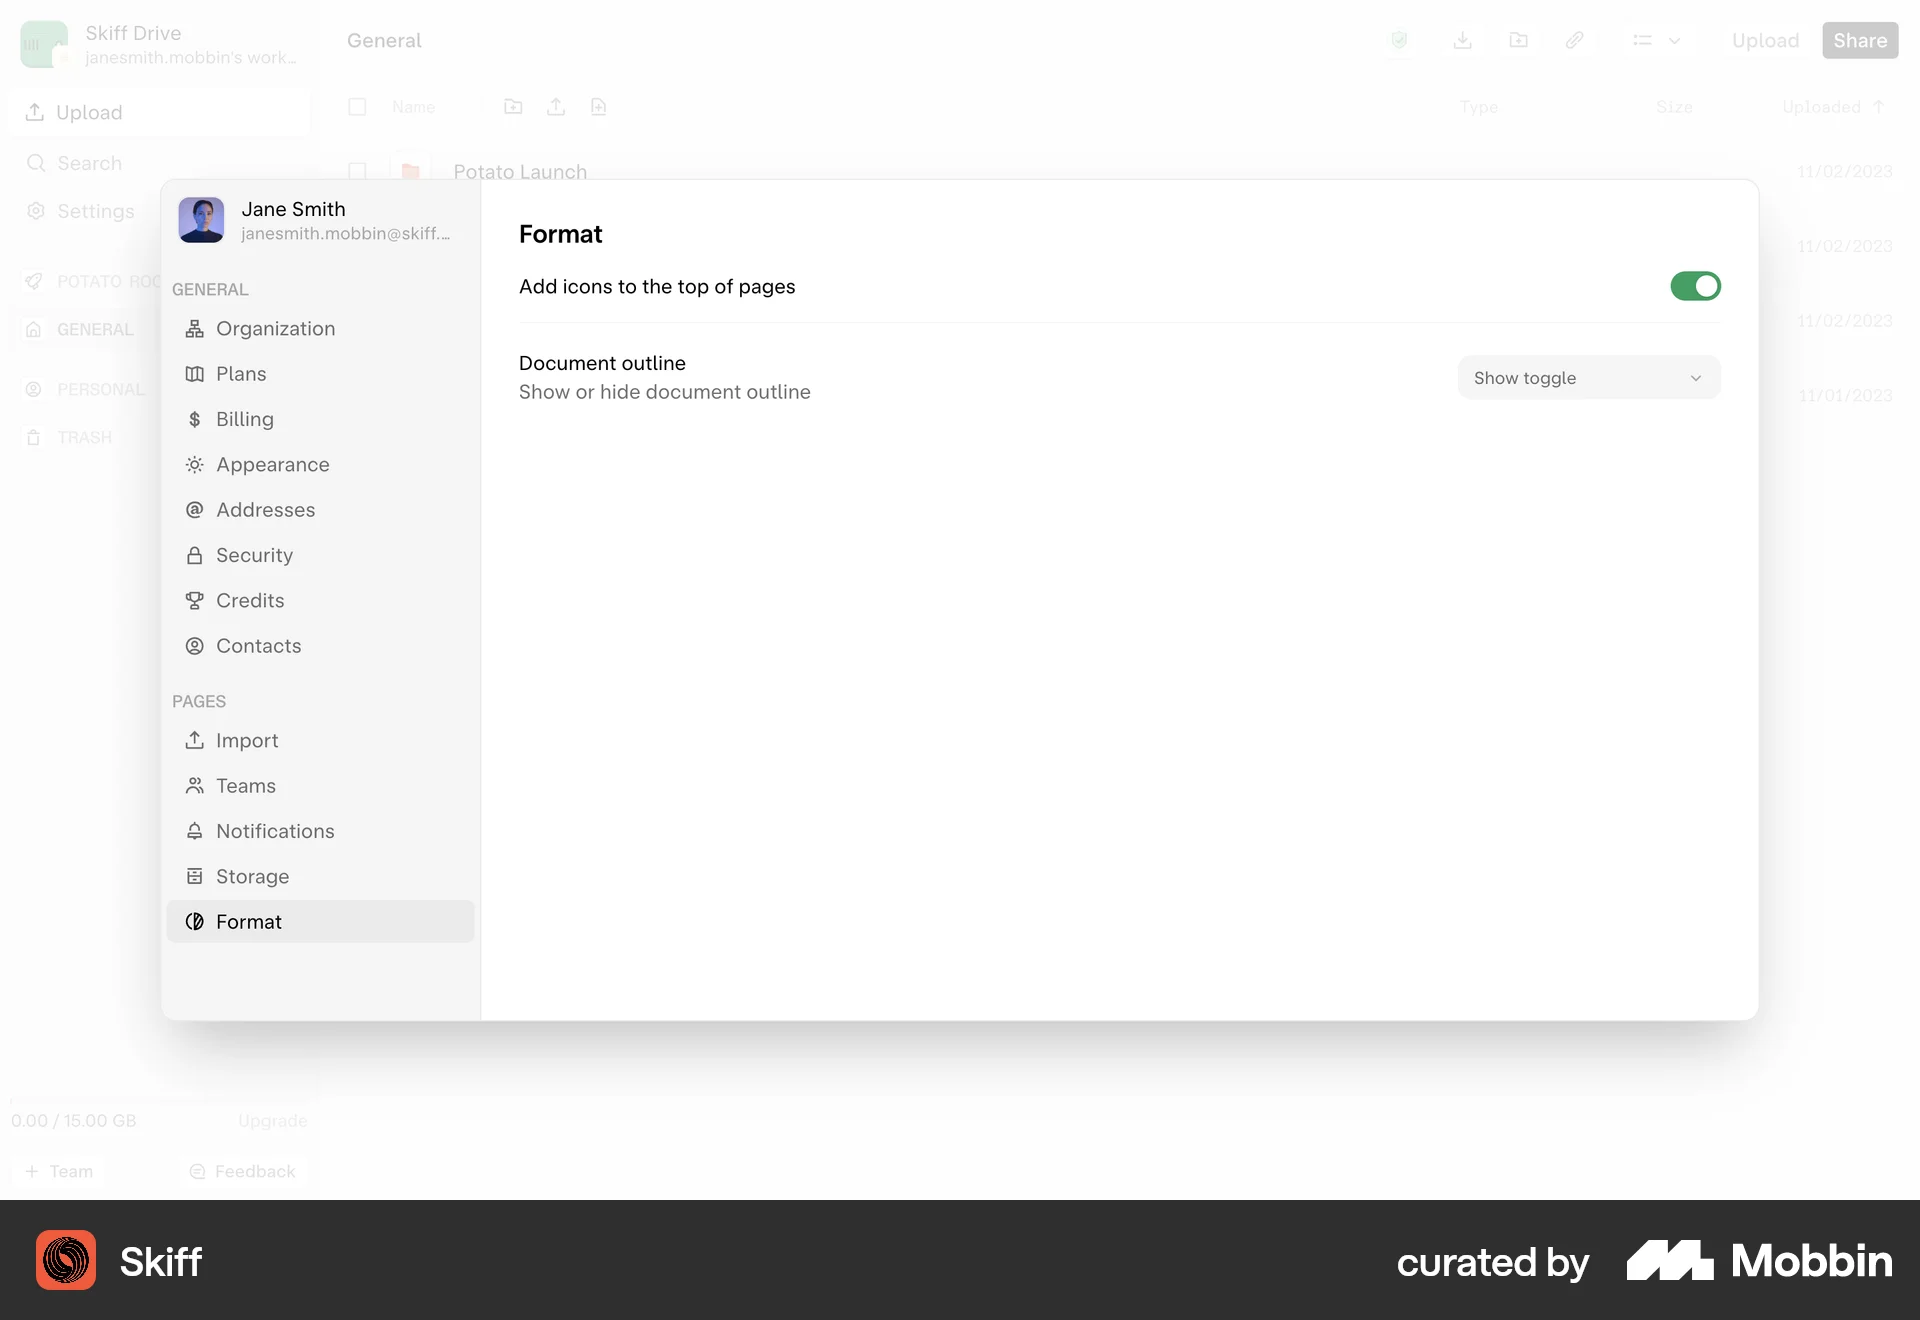 Skiff Drive
janesmith.mobbin's work...
General
Upload
Share
Upload
Name
Type
Size
Uploaded
Search
Potato Launch
11/02/2023
Settings
11/02/2023
POTATO ROC
11/02/2023
GENERAL
PERSONAL
11/01/2023
TRASH
Jane Smith
janesmith.mobbin@skiff....
GENERAL
Organization
Plans
Billing
Appearance
Addresses
Security
Credits
Contacts
PAGES
Import
Teams
Notifications
Storage
Format
Format
Add icons to the top of pages
Document outline
Show or hide document outline
Show toggle
0.00 / 15.00 GB
Upgrade
Team
Feedback
Skiff
curated by
Mobbin